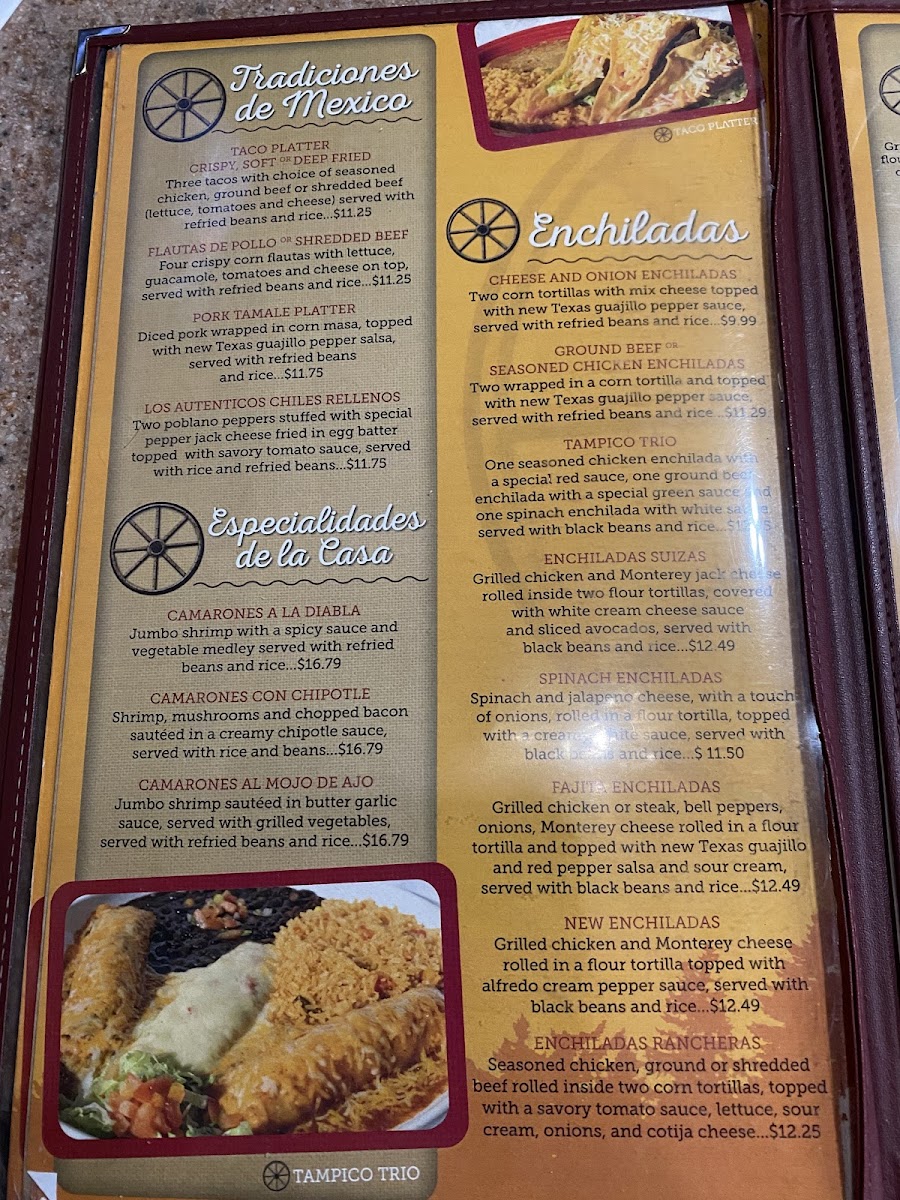 Tradiciones
de Mexico
TACO PLATTER
CRISPY, SOFT OR DEEP FRIED
Three tacos with choice of seasoned
chicken, ground beef or shredded beef
(lettuce, tomatoes and cheese) served with
refried beans and rice...$11.25
FLAUTAS DE POLLO OR SHREDDED BEEF
Four crispy corn flautas with lettuce,
guacamole, tomatoes and cheese on top,
served with refried beans and rice...$11.25
PORK TAMALE PLATTER
Diced pork wrapped in corn masa, topped
with new Texas guajillo pepper salsa,
served with refried beans
and rice...$11.75
LOS AUTENTICOS CHILES RELLENOS
Two poblano peppers stuffed with special
pepper jack cheese fried in egg batter
topped with savory tomato sauce, served
with rice and refried beans...$11.75
Especialidades
de la Casa
CAMARONES A LA DIABLA
Jumbo shrimp with a spicy sauce and
vegetable medley served with refried
beans and rice...$16.79
CAMARONES CON CHIPOTLE
Shrimp, mushrooms and chopped bacon
sautéed in a creamy chipotle sauce,
served with rice and beans...$16.79
CAMARONES AL MOJO DE AJO
Jumbo shrimp sautéed in butter garlic
sauce, served with grilled vegetables,
served with refried beans and rice...$16.79
TAMPICO TRIO
TACO PLATTER
Enchiladas
CHEESE AND ONION ENCHILADAS
Two corn tortillas with mix cheese topped
with new Texas guajillo pepper sauce,
served with refried beans and rice...$9.99
GROUND BEEF OR
SEASONED CHICKEN ENCHILADAS
Two wrapped in a corn tortilla and topped
with new Texas guajillo pepper sauce,
served with refried beans and rice...$11.29
TAMPICO TRIO
One seasoned chicken enchilada with
a special red sauce, one ground beef
enchilada with a special green sauce and
one spinach enchilada with white salsa,
served with black beans and rice...
ENCHILADAS SUIZAS
Grilled chicken and Monterey jack cheese
rolled inside two flour tortillas, covered
with white cream cheese sauce
and sliced avocados, served with
black beans and rice...$12.49
SPINACH ENCHILADAS
Spinach and jalapeno cheese, with a touch
of onions, rolled in a flour tortilla, topped
with a creamy white sauce, served with
black beans and rice...$ 11.50
FAJITA ENCHILADAS
Grilled chicken or steak, bell peppers,
onions, Monterey cheese rolled in a flour
tortilla and topped with new Texas guajillo
and red pepper salsa and sour cream,
served with black beans and rice...$12.49
NEW ENCHILADAS
Grilled chicken and Monterey cheese
rolled in a flour tortilla topped with
alfredo cream pepper sauce, served with
black beans and rice...$12.49
ENCHILADAS RANCHERAS
Seasoned chicken, ground or shredded
beef rolled inside two corn tortillas, topped
with a savory tomato sauce, lettuce, sour
cream, onions, and cotija cheese...$12.25